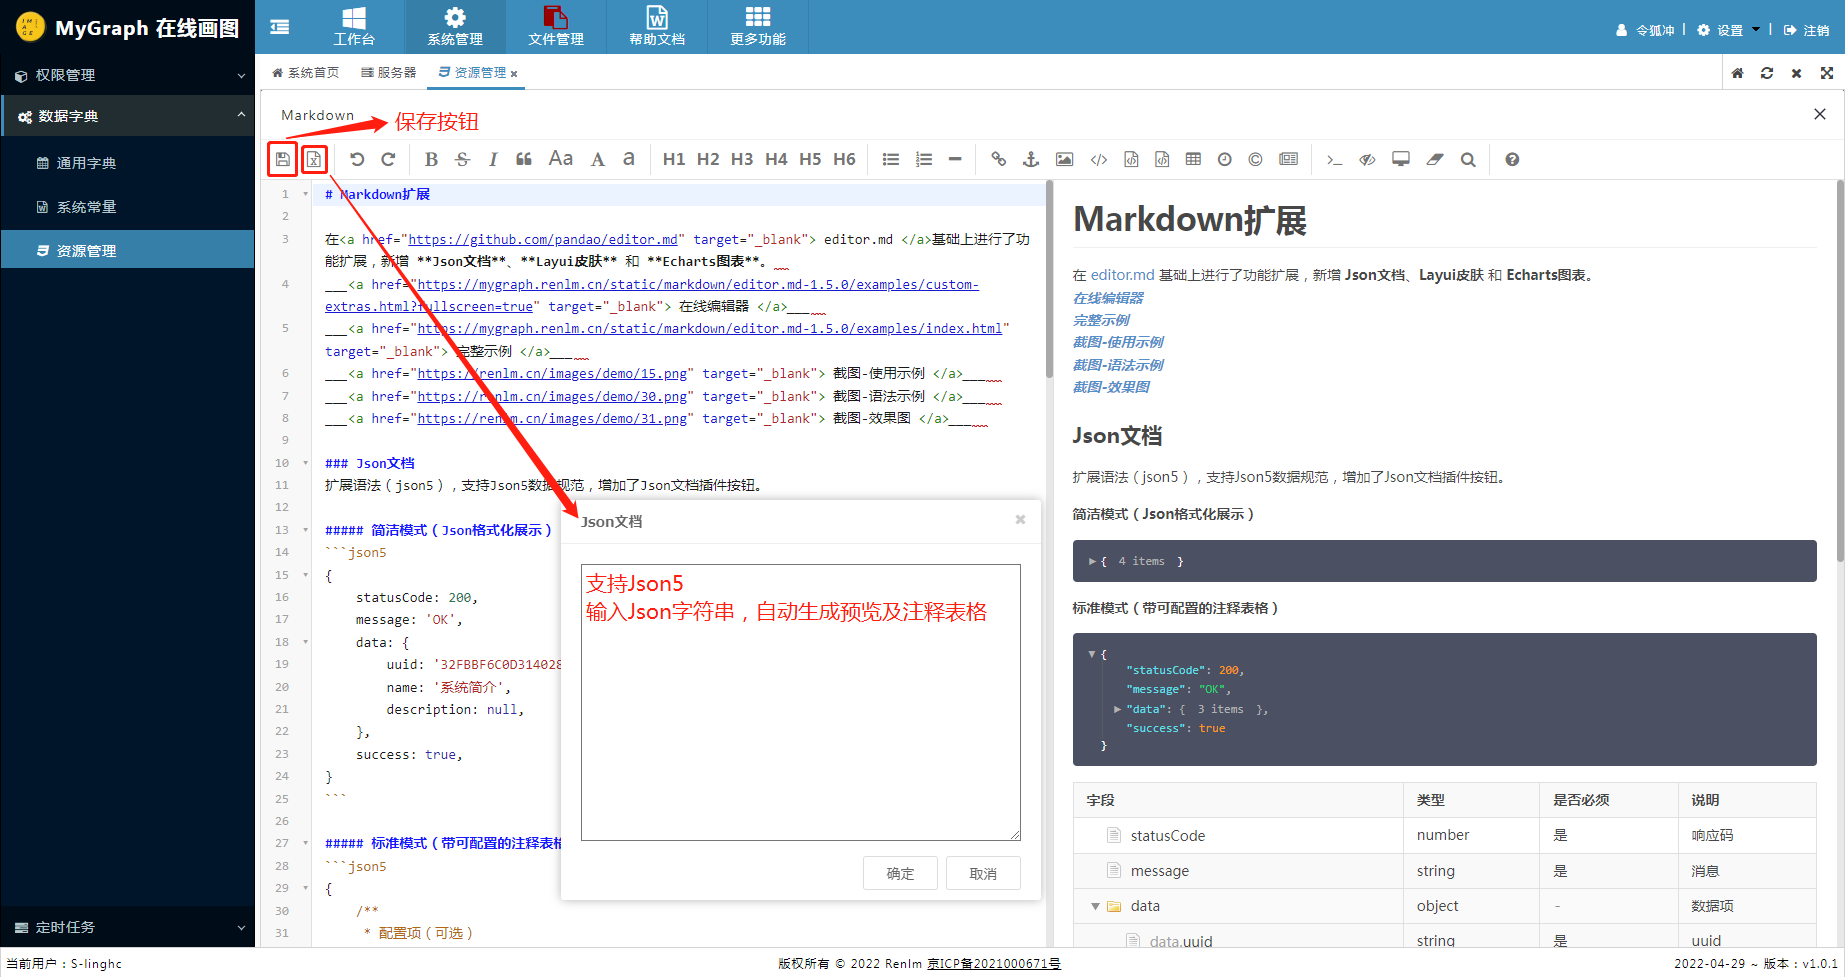 MyGraph 在线画图
工作台
系统管理
文件管理
帮助文档
更多功能
令狐冲
设置
注销
权限管理
数据字典
通用字典
系统常量
资源管理
定时任务
系统首页
服务器
资源管理
Markdown
保存按钮
B S I Aa A a H1 H2 H3 H4 H5 H6
1 # Markdown扩展
2
3 在<a href="https://github.com/pandao/editor.md" target="_blank"> editor.md </a>基础上进行了功
能扩展，新增 **Json文档**、**Layui皮肤** 和 **Echarts图表**。__
4 ___<a href="https://mygraph.renlm.cn/static/markdown/editor.md-1.5.0/examples/custom-
extras.html?fullscreen=true" target="_blank"> 在线编辑器 </a>___
5 ___<a href="https://mygraph.renlm.cn/static/markdown/editor.md-1.5.0/examples/index.html"
target="_blank"> 完整示例 </a>___
6 ___<a href="https://renlm.cn/images/demo/15.png" target="_blank"> 截图-使用示例 </a>___
7 ___<a href="https://renlm.cn/images/demo/30.png" target="_blank"> 截图-语法示例 </a>___
8 ___<a href="https://renlm.cn/images/demo/31.png" target="_blank"> 截图-效果图 </a>___
9
10 ### Json文档
11 扩展语法（json5），支持Json5数据规范，增加了Json文档插件按钮。
12
13 ##### 简洁模式（Json格式化展示）
14 ```json5
15 {
16 statusCode: 200,
17 message: 'OK',
18 data: {
19 uuid: '32FBBF6C0D314028
20 name: '系统简介',
21 description: null,
22 },
23 success: true,
24 }
25 ```
26
27 ##### 标准模式（带可配置的注释表格
28 ```json5
29 {
30 /**
31 * 配置项（可选）
Json文档
支持Json5
输入Json字符串，自动生成预览及注释表格
确定
取消
Markdown扩展
在 editor.md 基础上进行了功能扩展，新增 Json文档、Layui皮肤 和 Echarts图表。
在线编辑器
完整示例
截图-使用示例
截图-语法示例
截图-效果图
Json文档
扩展语法（json5），支持Json5数据规范，增加了Json文档插件按钮。
简洁模式（Json格式化展示）
{ 4 items }
标准模式（带可配置的注释表格）
{
"statusCode": 200,
"message": "OK",
"data": { 3 items },
"success": true
}
字段 类型 是否必须 说明
statusCode number 是 响应码
message string 是 消息
data object - 数据项
data.uuid string 是 uuid
当前用户：S-linghc
版权所有 © 2022 Renlm 京ICP备2021000671号
2022-04-29 ~ 版本：v1.0.1